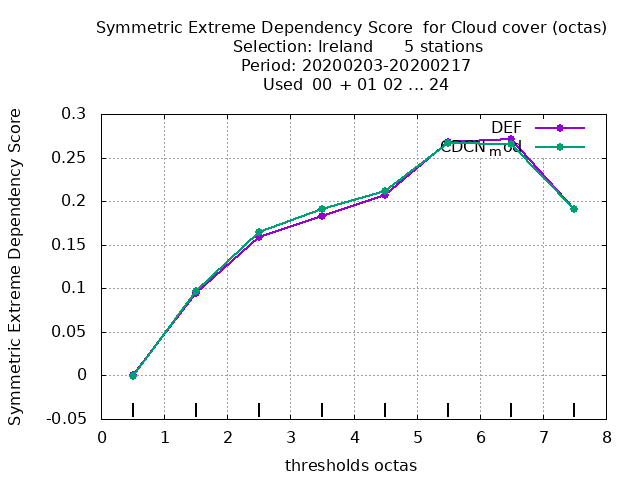 Symmetric Extreme Dependency Score for Cloud cover (octas)
Selection: Ireland 5 stations
Period: 20200203-20200217
Used 00 + 01 02 ... 24
Symmetric Extreme Dependency Score
0.3
0.25
0.2
0.15
0.1
0.05
0
-0.05
DEF
CDCNmod
0 1 2 3 4 5 6 7 8
thresholds octas